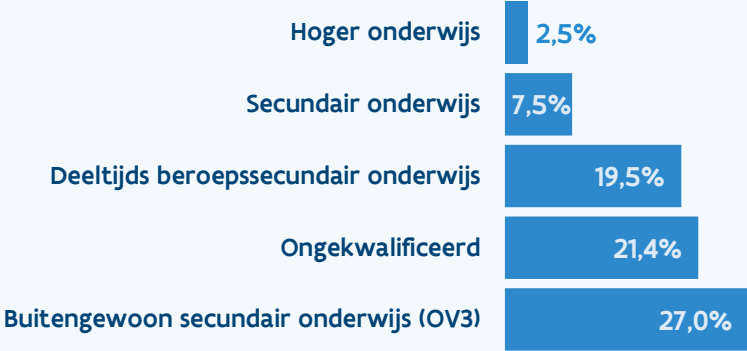 Hoger onderwijs 2,5%
Secundair onderwijs 7,5%
Deeltijds beroepssecundair onderwijs 19,5%
Ongekwalificeerd 21,4%
Buitengewoon secundair onderwijs (OV3) 27,0%